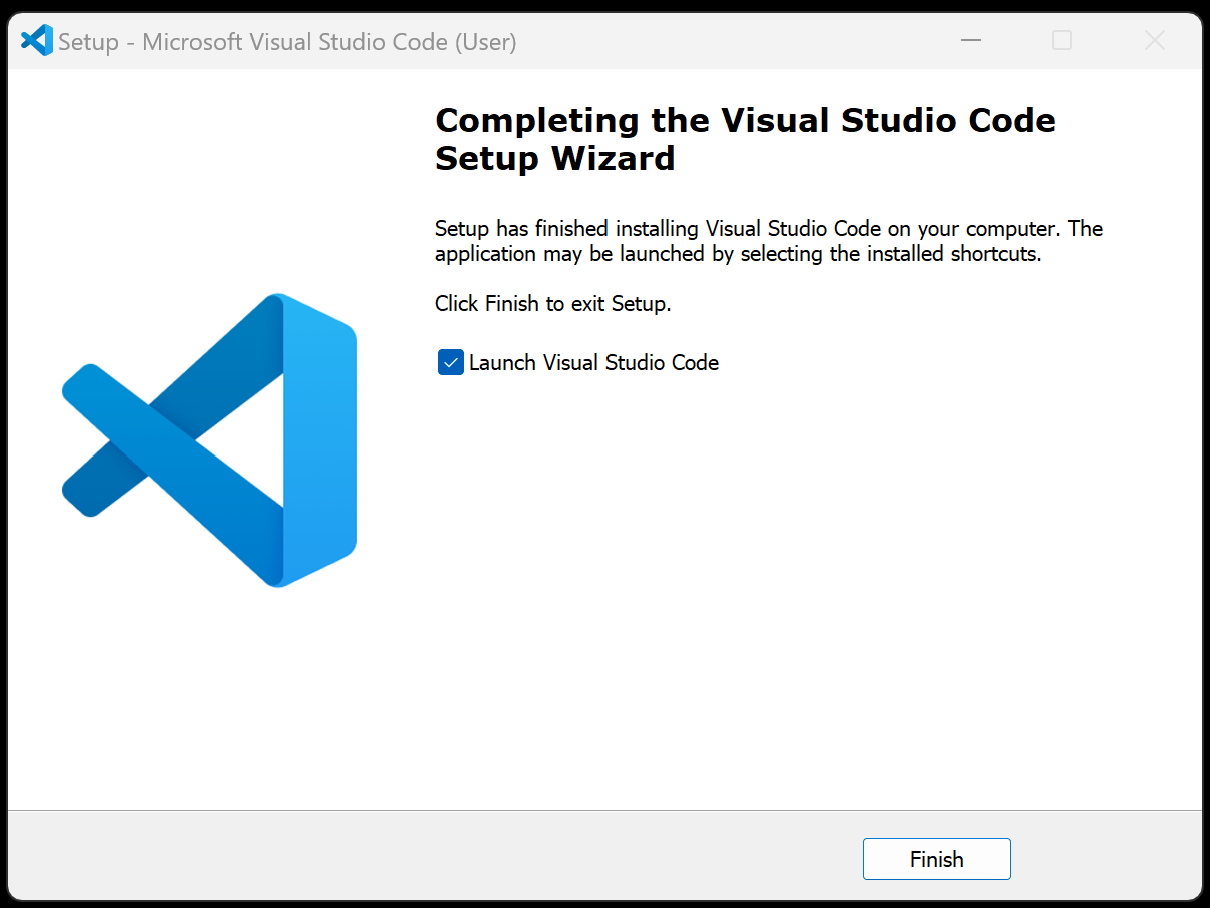 Setup - Microsoft Visual Studio Code (User)
Completing the Visual Studio Code
Setup Wizard
Setup has finished installing Visual Studio Code on your computer. The
application may be launched by selecting the installed shortcuts.
Click Finish to exit Setup.
Launch Visual Studio Code
Finish